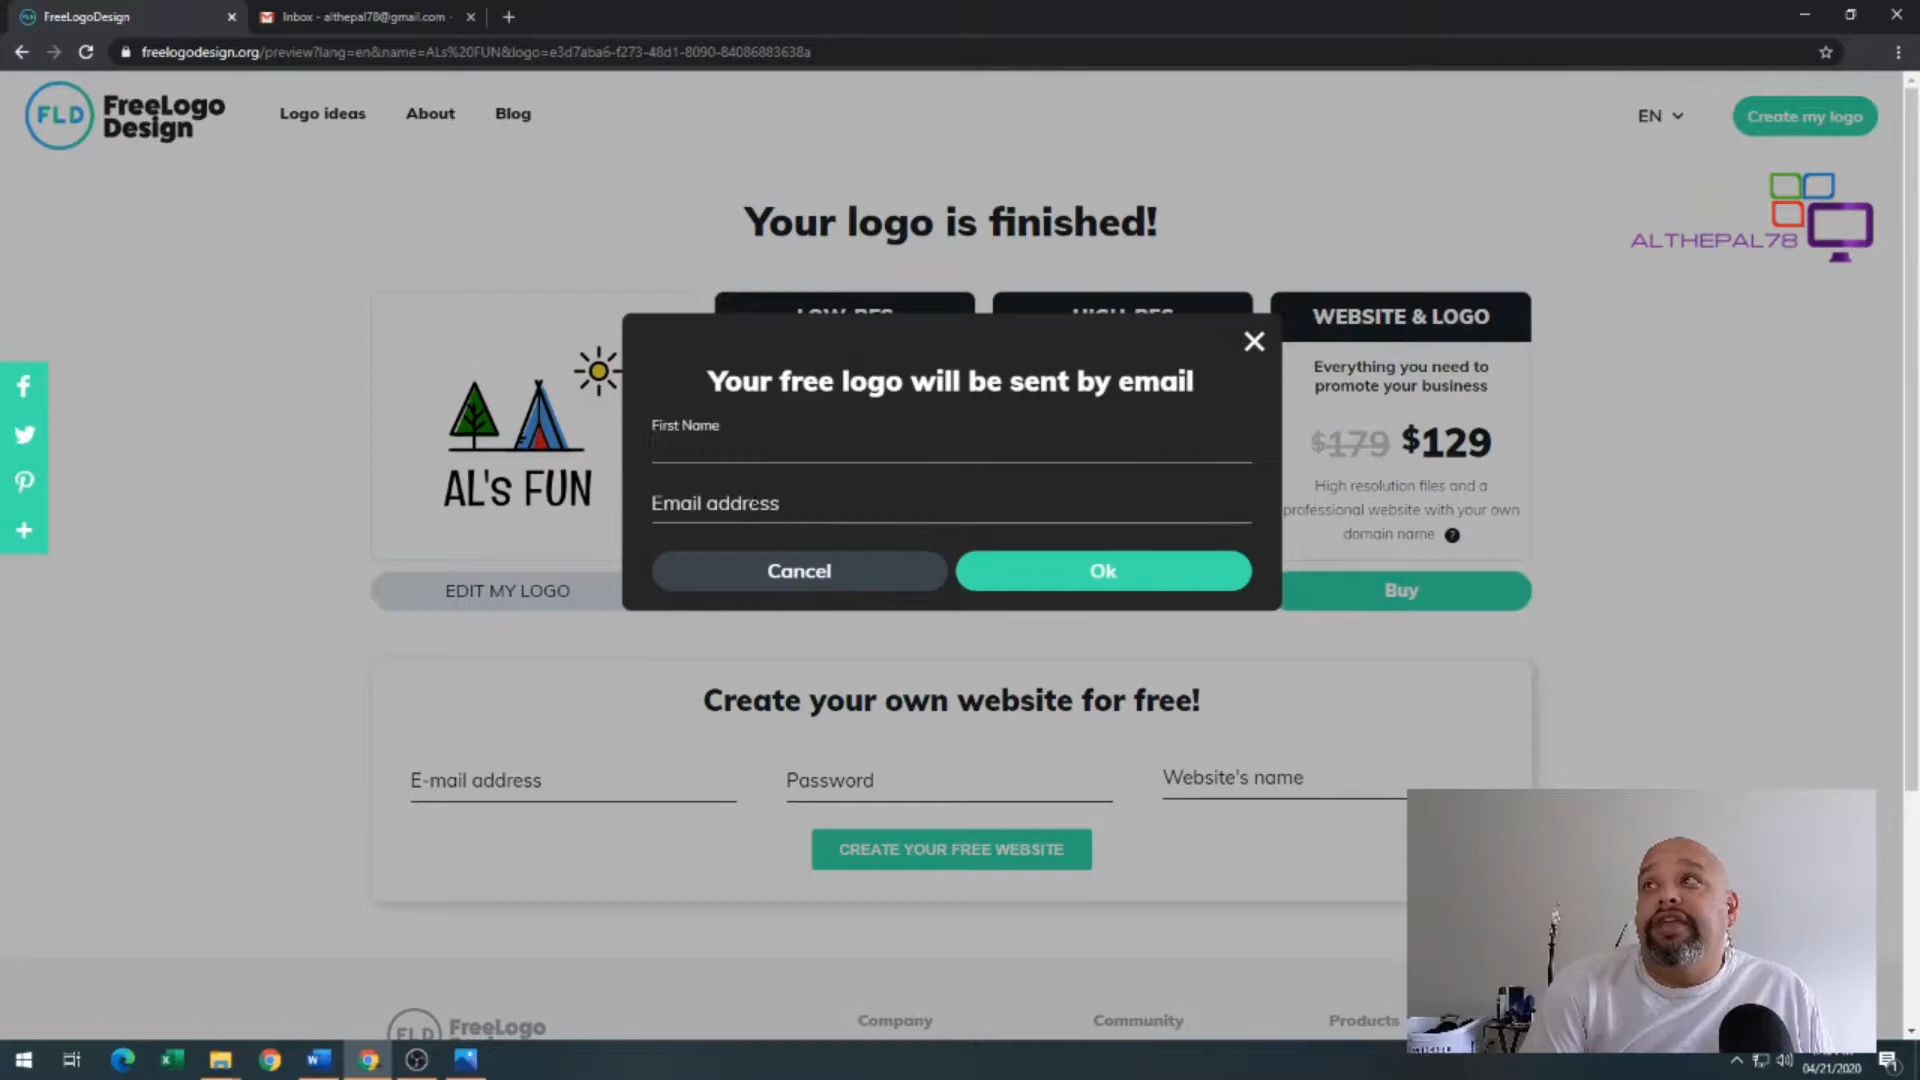 FreeLogoDesign
Inbox - althepal78@gmail.com -
freelogodesign.org/preview?lang=en&name=ALs%20FUN&logo=e3d7aba6-f273-48d1-8090-84086883638a
FLD
FreeLogo
Design
Logo ideas
About
Blog
EN
Create my logo
Your logo is finished!
ALTHEPAL78
LOW-RES
HIGH-RES
WEBSITE & LOGO
Your free logo will be sent by email
First Name
Email address
Cancel
Ok
AL's FUN
EDIT MY LOGO
Everything you need to
promote your business
$179 $129
High resolution files and a
professional website with your own
domain name ?
Buy
Create your own website for free!
E-mail address
Password
Website's name
CREATE YOUR FREE WEBSITE
FLD
FreeLogo
Company
Community
Products
04/21/2020